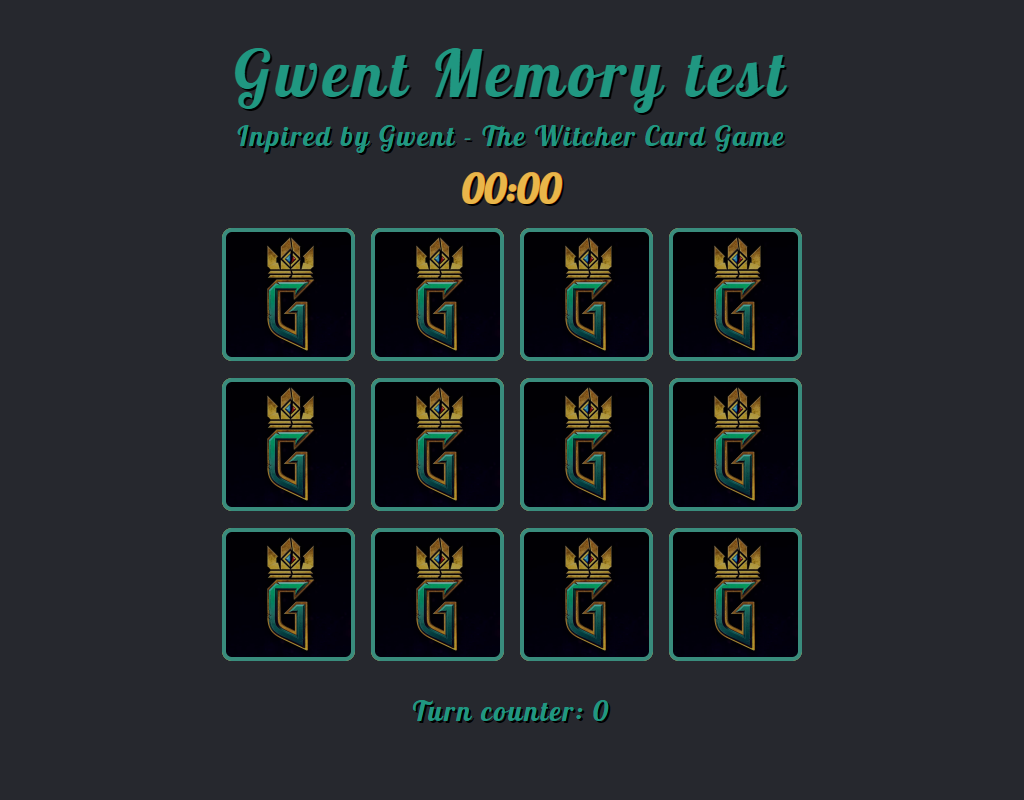 Gwent Memory test
Inpired by Gwent - The Witcher Card Game
00:00
G G G G
G G G G
G G G G
Turn counter: 0